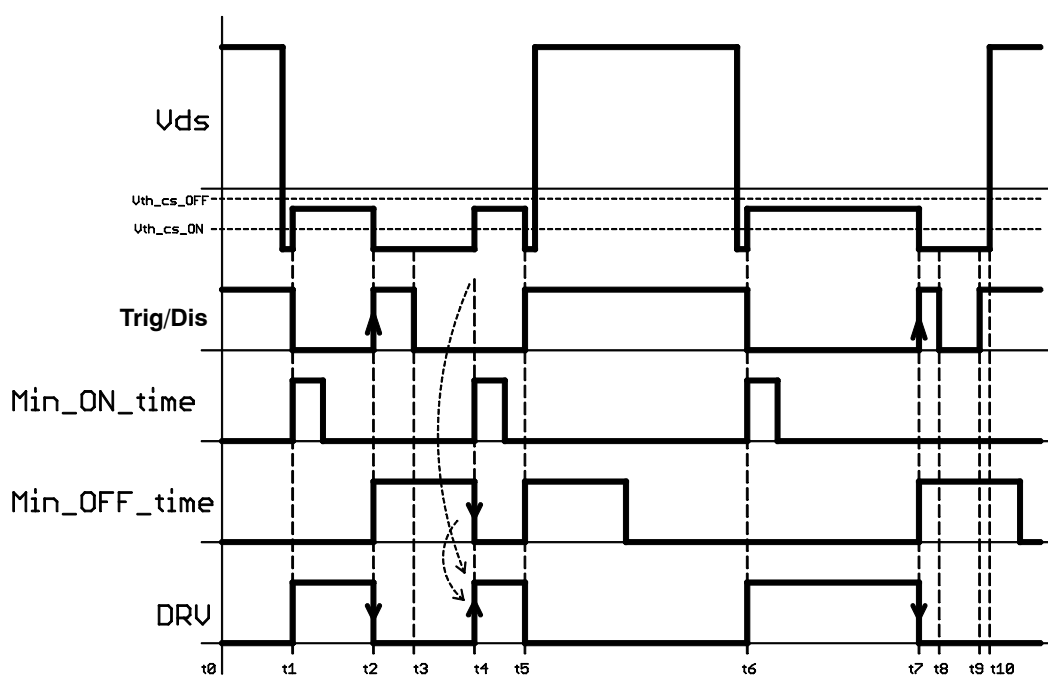 Vds
Vth_cs_OFF
Vth_cs_ON
Trig/Dis
Min_ON_time
Min_OFF_time
DRV
t0 t1 t2 t3 t4 t5 t6 t7 t8 t9 t10